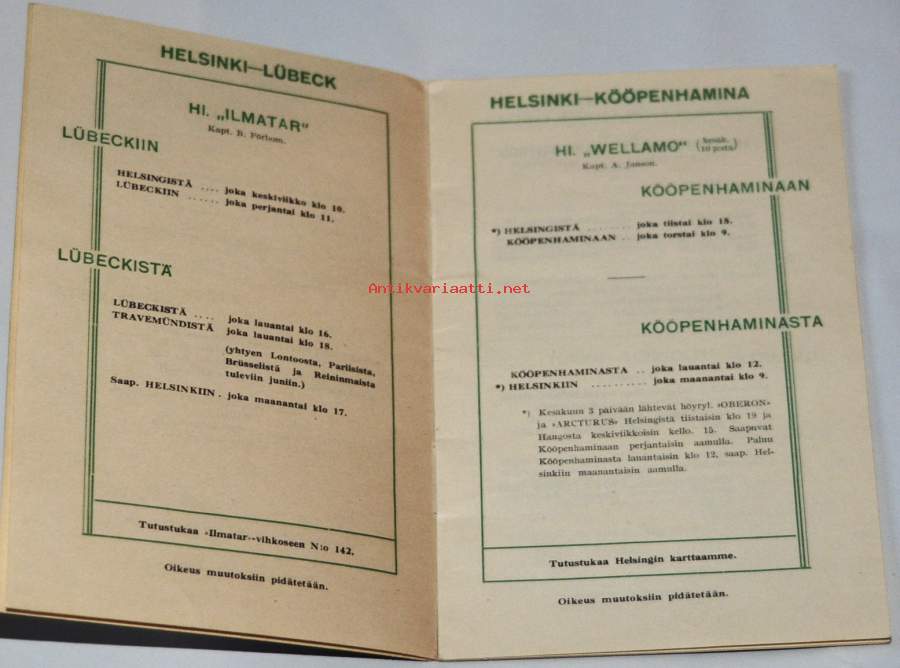 HELSINKI—LÜBECK
Hl. „ILMATAR"
Kapt. B. Förbom.
LÜBECKIIN
HELSINGISTÄ .... joka keskiviikko klo 10.
LÜBECKIIN ...... joka perjantai klo 11.
LÜBECKISTÄ
LÜBECKISTÄ .... joka lauantai klo 16.
TRAVEMÜNDISTÄ joka lauantai klo 18.
(yhtyen Lontoosta, Pariisista,
Brüsselistä ja Reininmaista
tuleviin juniin.)
Saap. HELSINKIIN . joka maanantai klo 17.
Tutustukaa »Ilmatar»-vihkoseen N:o 142.
Oikeus muutoksiin pidätetään.
HELSINKI—KÖÖPENHAMINA
Hl. „WELLAMO" (kesäk. 10 p:stä)
Kapt. A. Janson.
KÖÖPENHAMINAAN
*) HELSINGISTÄ ......... joka tiistai klo 18.
KÖÖPENHAMINAAN .. joka torstai klo 9.
KÖÖPENHAMINASTA
KÖÖPENHAMINASTA .. joka lauantai klo 12.
*) HELSINKIIN .......... joka maanantai klo 9.
*) Kesäkuun 3 päivään lähtevät höyryl. »OBERON»
ja »ARCTURUS» Helsingistä tiistaisin klo 19 ja
Hangosta keskiviikkoisin kello. 15. Saapuvat
Kööpenhaminaan perjantaisin aamulla. Paluu
Kööpenhaminasta lauantaisin klo 12, saap. Hel-
sinkiin maanantaisin aamulla.
Tutustukaa Helsingin karttaamme.
Oikeus muutoksiin pidätetään.
Antikvariaatti.net